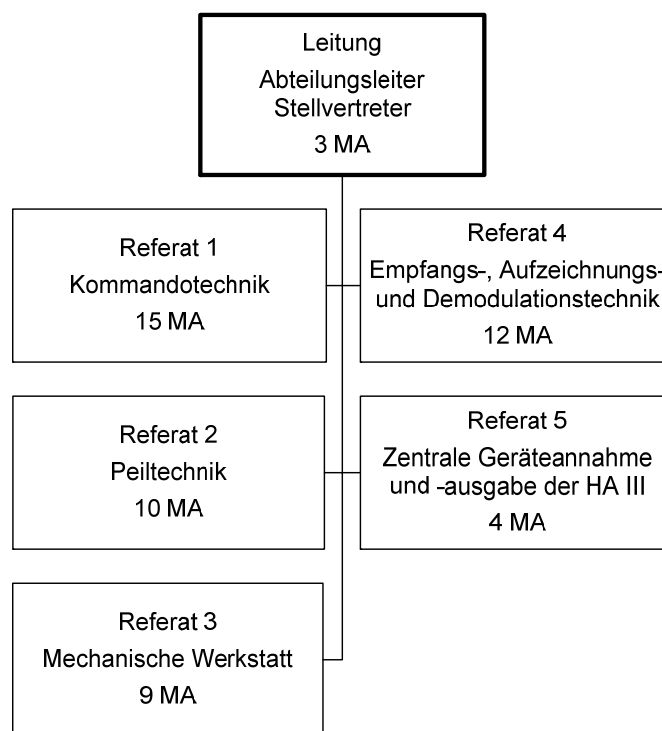 Leitung
Abteilungsleiter
Stellvertreter
3 MA
Referat 1
Kommandotechnik
15 MA
Referat 4
Empfangs-, Aufzeichnungs-
und Demodulationstechnik
12 MA
Referat 2
Peiltechnik
10 MA
Referat 5
Zentrale Geräteannahme
und -ausgabe der HA III
4 MA
Referat 3
Mechanische Werkstatt
9 MA